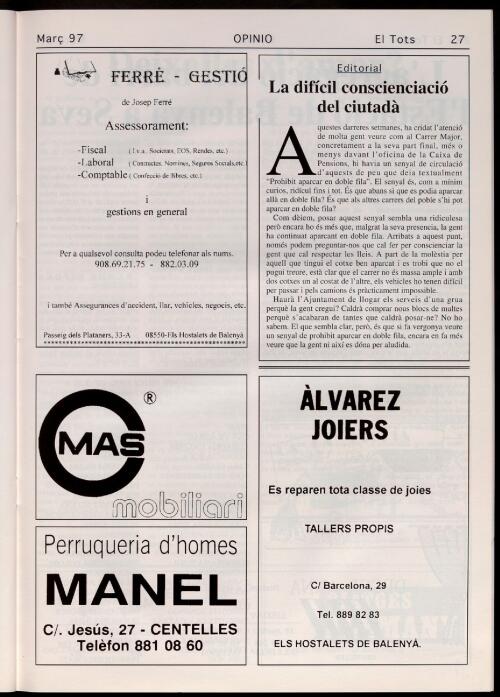 Març 97
OPINIO
El Tots 27
FERRÉ - GESTIÓ
de Josep Ferré
Assessorament:
-Fiscal ( I.v.a., Societats, EOS, Rendes, etc.)
-Laboral ( Contractes, Nomines, Seguros Socials,etc.)
-Comptable ( Confecció de llibres, etc.)
i
gestions en general
Per a qualsevol consulta podeu telefonar als nums.
908.69.21.75 - 882.03.09
i també Assegurances d'accident, llar, vehicles, negocis, etc.
Passeig dels Plataners, 33-A 08550-Els Hostalets de Balenyà
Editorial
La difícil conscienciació
del ciutadà
Aquestes darreres setmanes, ha cridat l'atenció
de molta gent veure com al Carrer Major,
concretament a la seva part final, més o
menys davant l'oficina de la Caixa de
Pensions, hi havia un senyal de circulació
d'aquests de peu que deia textualment
"Prohibit aparcar en doble fila". El senyal és, com a mínim
curios, ridícul fins i tot. És que abans si que es podia aparcar
allà en doble fila? És que als altres carrers del poble s'hi pot
aparcar en doble fila?
Com dèiem, posar aquest senyal sembla una ridiculesa
però encara ho és més que, malgrat la seva presencia, la gent
ha continuat aparcant en doble fila. Arribats a aquest punt,
només podem preguntar-nos que cal fer per conscienciar la
gent que cal respectar les lleis. A part de la molèstia per
aquell que tingui el cotxe ben aparcat i es trobi que no el
pugui treure, està clar que el carrer no és massa ample i amb
dos cotxes un al costat de l'altre, els vehicles ho tenen difícil
per passar i pels camions és pràcticament impossible.
Haurà l'Ajuntament de llogar els serveis d'una grua
perquè la gent cregui? Caldrà comprar nous blocs de multes
perquè s'acabaran de tantes que caldrà posar-ne? No ho
sabem. El que sembla clar, però, és que si fa vergonya veure
un senyal de prohibit aparcar en doble fila, encara en fa més
veure que la gent ni així es dóna per aludida.
MAS ®
mobiliari
Perruqueria d'homes
MANEL
C/. Jesús, 27 - CENTELLES
Telèfon 881 08 60
ÀLVAREZ
JOIERS
Es reparen tota classe de joies
TALLERS PROPIS
C/ Barcelona, 29
Tel. 889 82 83
ELS HOSTALETS DE BALENYÀ.